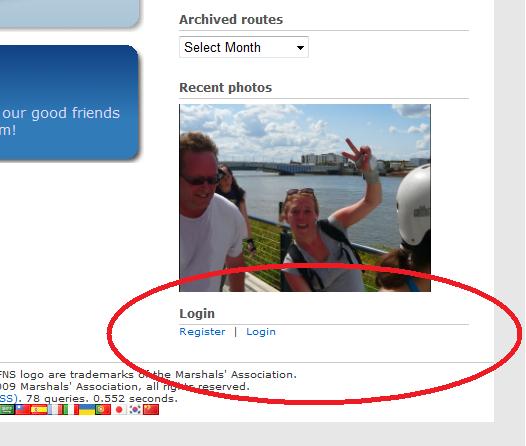 Archived routes
Select Month
our good friends
m!
Recent photos
Login
Register | Login
FNS logo are trademarks of the Marshals' Association.
009 Marshals' Association, all rights reserved.
SS). 78 queries. 0.552 seconds.